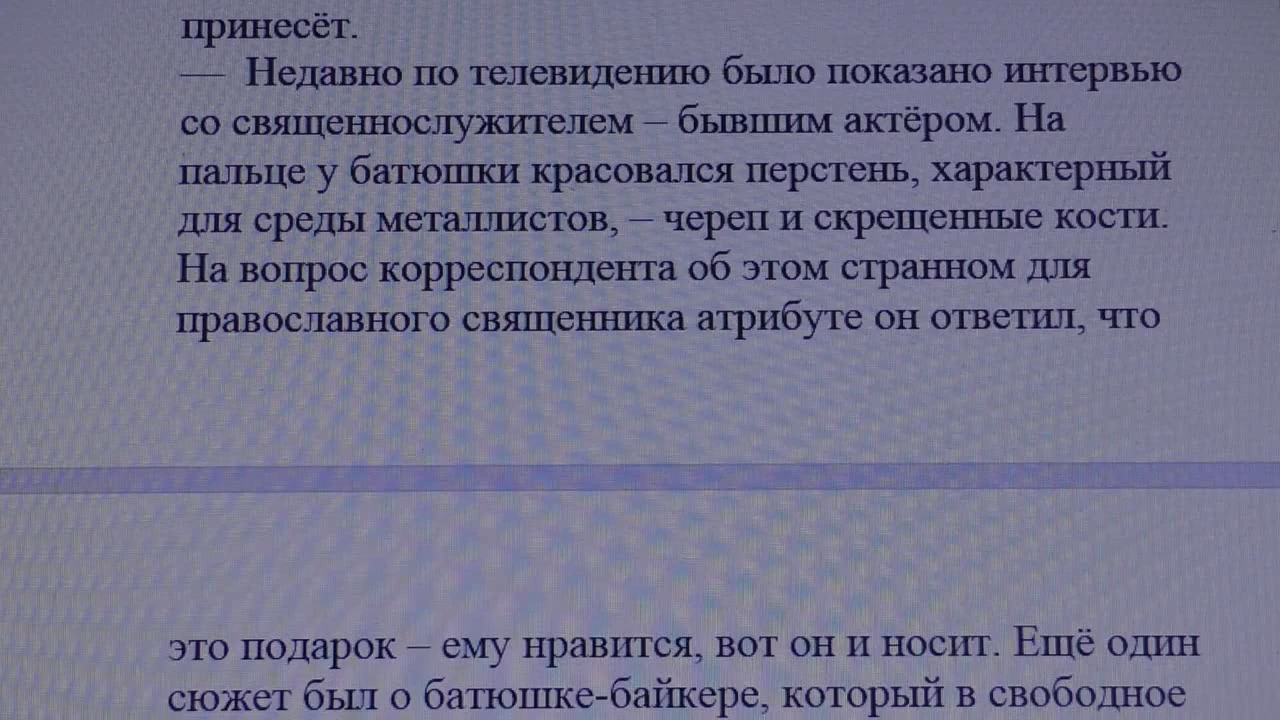 принесёт.
— Недавно по телевидению было показано интервью
со священнослужителем – бывшим актёром. На
пальце у батюшки красовался перстень, характерный
для среды металлистов, – череп и скрещенные кости.
На вопрос корреспондента об этом странном для
православного священника атрибуте он ответил, что
это подарок – ему нравится, вот он и носит. Ещё один
сюжет был о батюшке-байкере, который в свободное